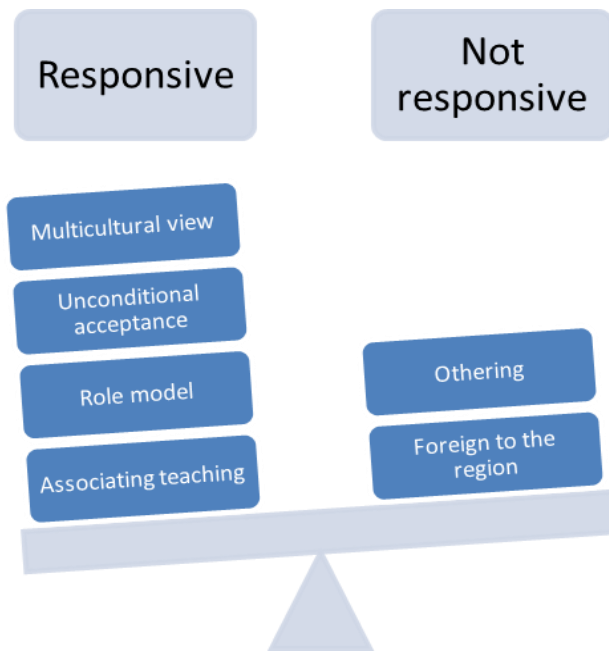 Responsive
Not
responsive
Multicultural view
Unconditional
acceptance
Role model
Associating teaching
Othering
Foreign to the
region